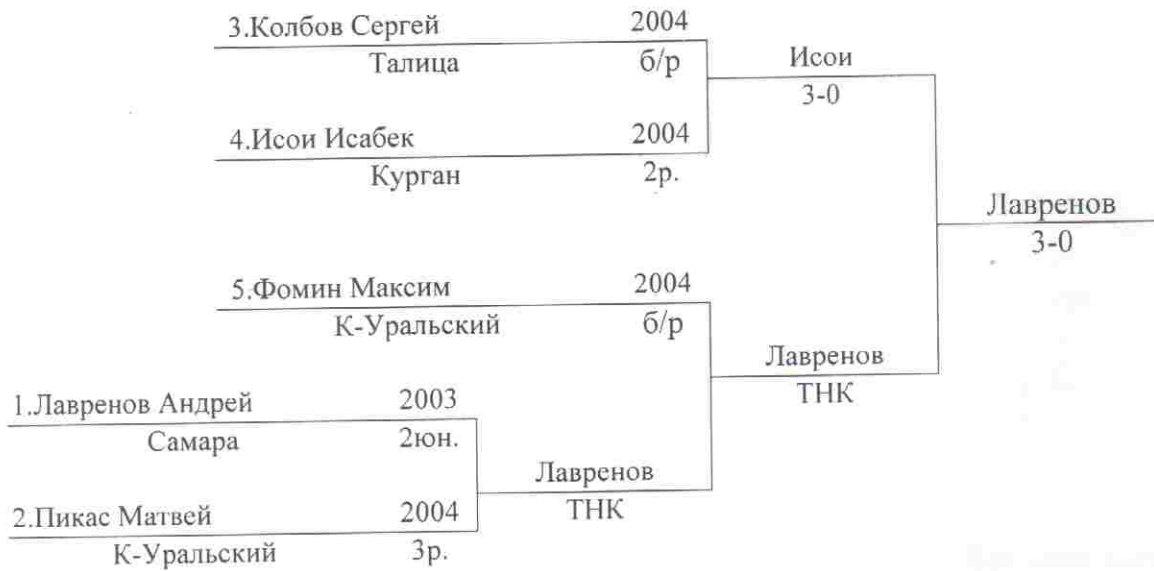 3.Колбов Сергей 2004
Талица б/р
Исои
3-0
4.Исои Исабек 2004
Курган 2р.
Лавренов
3-0
5.Фомин Максим 2004
К-Уральский б/р
Лавренов
ТНК
1.Лавренов Андрей 2003
Самара 2юн.
Лавренов
ТНК
2.Пикас Матвей 2004
К-Уральский 3р.